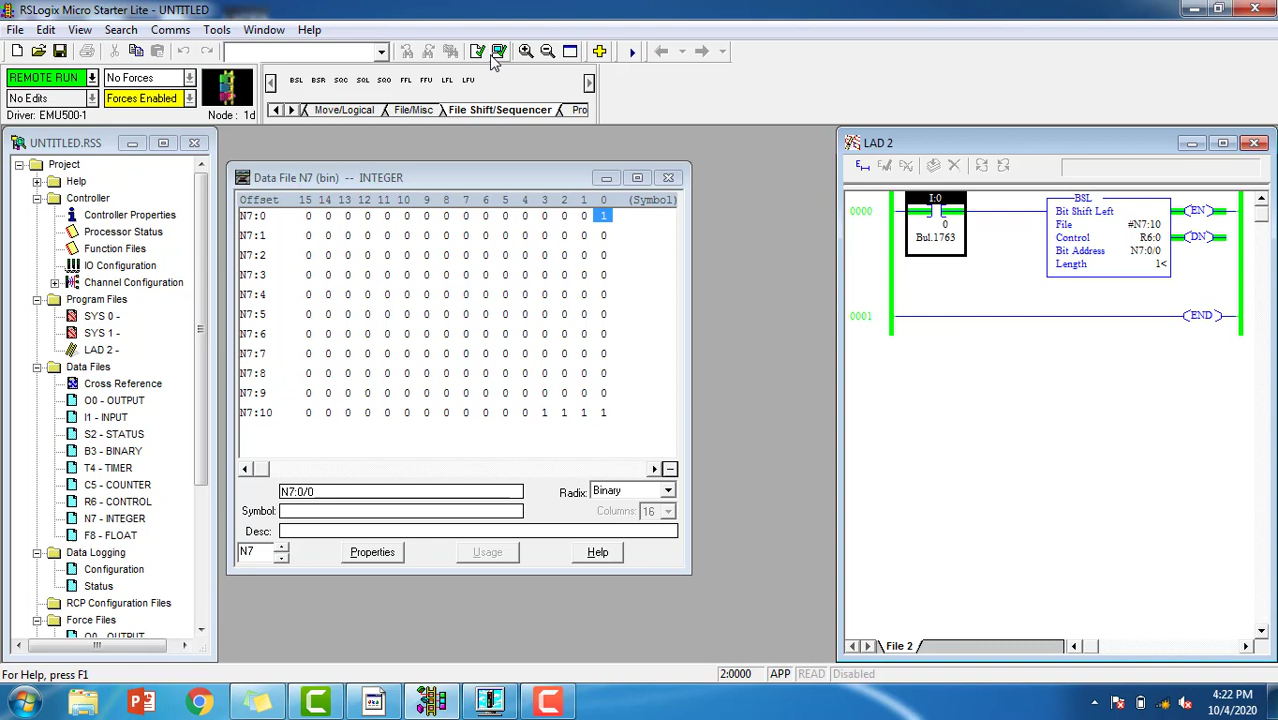 RSLogix Micro Starter Lite - UNTITLED
File Edit View Search Comms Tools Window Help
REMOTE RUN No Forces
No Edits Forces Enabled
Driver: EMU500-1 Node : 1d
BSL BSR SQC SQL SQO FFL FFU LFL LFU
Move/Logical File/Misc File Shift/Sequencer Pro
UNTITLED.RSS
Project
Help
Controller
Controller Properties
Processor Status
Function Files
IO Configuration
Channel Configuration
Program Files
SYS 0 -
SYS 1 -
LAD 2 -
Data Files
Cross Reference
O0 - OUTPUT
I1 - INPUT
S2 - STATUS
B3 - BINARY
T4 - TIMER
C5 - COUNTER
R6 - CONTROL
N7 - INTEGER
F8 - FLOAT
Data Logging
Configuration
Status
RCP Configuration Files
Force Files
O0 - OUTPUT
Data File N7 (bin) -- INTEGER
Offset 15 14 13 12 11 10 9 8 7 6 5 4 3 2 1 0 (Symbol)
N7:0 0 0 0 0 0 0 0 0 0 0 0 0 0 0 0 1
N7:1 0 0 0 0 0 0 0 0 0 0 0 0 0 0 0 0
N7:2 0 0 0 0 0 0 0 0 0 0 0 0 0 0 0 0
N7:3 0 0 0 0 0 0 0 0 0 0 0 0 0 0 0 0
N7:4 0 0 0 0 0 0 0 0 0 0 0 0 0 0 0 0
N7:5 0 0 0 0 0 0 0 0 0 0 0 0 0 0 0 0
N7:6 0 0 0 0 0 0 0 0 0 0 0 0 0 0 0 0
N7:7 0 0 0 0 0 0 0 0 0 0 0 0 0 0 0 0
N7:8 0 0 0 0 0 0 0 0 0 0 0 0 0 0 0 0
N7:9 0 0 0 0 0 0 0 0 0 0 0 0 0 0 0 0
N7:10 0 0 0 0 0 0 0 0 0 0 0 0 1 1 1 1
N7:0/0 Radix: Binary
Symbol: Columns: 16
Desc:
N7 Properties Usage Help
LAD 2
I:0 BSL
0000 Bit Shift Left EN
0 File #N7:10
Bul.1763 Control R6:0 DN
Bit Address N7:0/0
Length 1<
0001 END
File 2
For Help, press F1 2:0000 APP READ Disabled
4:22 PM
10/4/2020